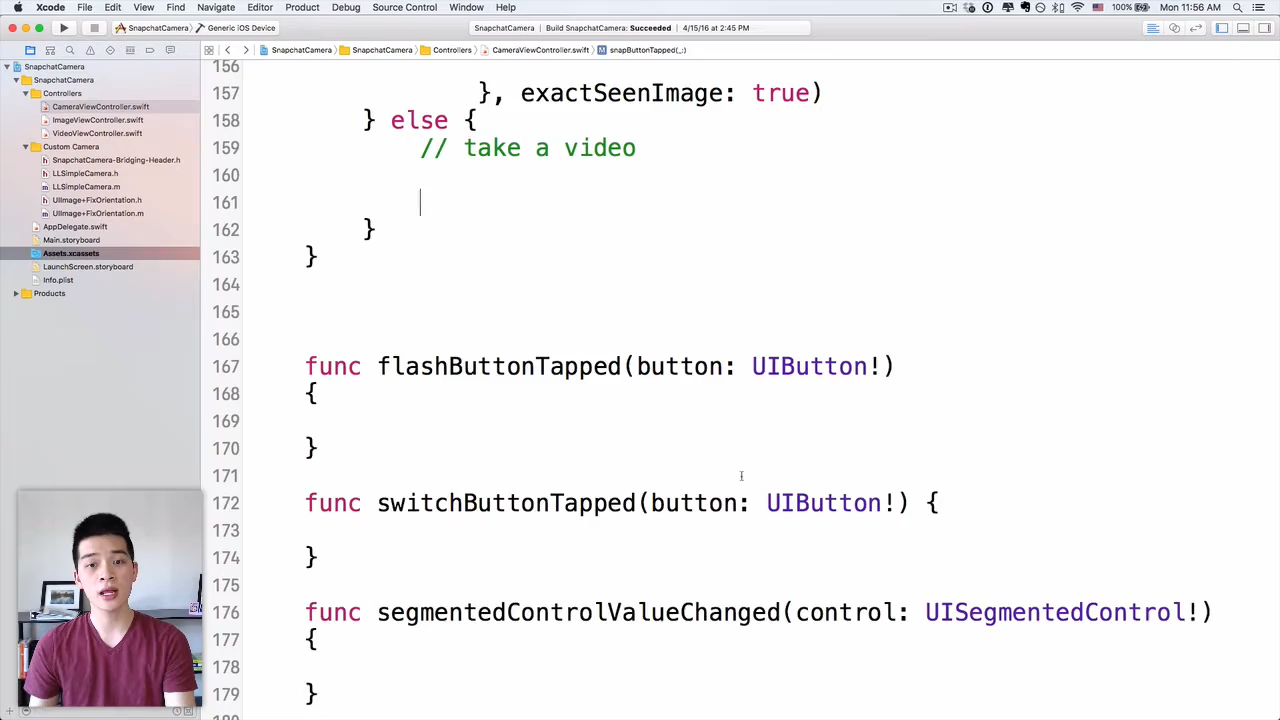 Xcode File Edit View Find Navigate Editor Product Debug Source Control Window Help 100% Mon 11:56 AM
SnapchatCamera Generic iOS Device SnapchatCamera Build SnapchatCamera: Succeeded 4/15/16 at 2:45 PM
SnapchatCamera SnapchatCamera Controllers CameraViewController.swift snapButtonTapped(_:)
SnapchatCamera
SnapchatCamera
Controllers
CameraViewController.swift
ImageViewController.swift
VideoViewController.swift
Custom Camera
SnapchatCamera-Bridging-Header.h
LLSimpleCamera.h
LLSimpleCamera.m
UIImage+FixOrientation.h
UIImage+FixOrientation.m
AppDelegate.swift
Main.storyboard
Assets.xcassets
LaunchScreen.storyboard
Info.plist
Products
156
157 }, exactSeenImage: true)
158 } else {
159 // take a video
160
161
162 }
163 }
164
165
166
167 func flashButtonTapped(button: UIButton!)
168 {
169
170 }
171
172 func switchButtonTapped(button: UIButton!) {
173
174 }
175
176 func segmentedControlValueChanged(control: UISegmentedControl!)
177 {
178
179 }
180